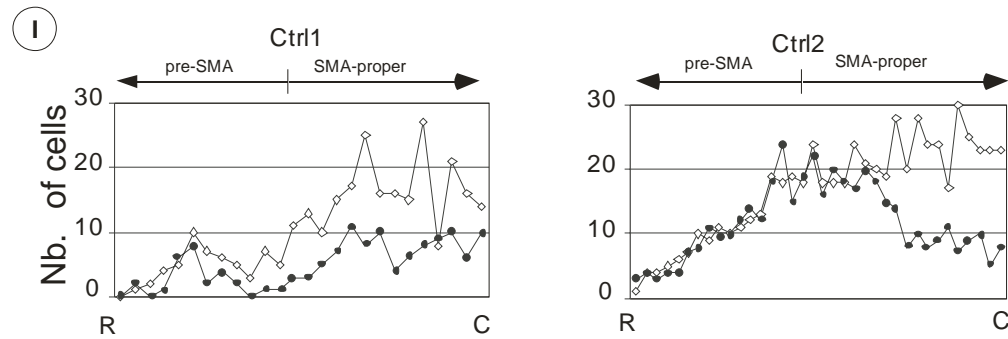 I
Ctrl1
pre-SMA SMA-proper
Nb. of cells
30
20
10
0
R C
Ctrl2
pre-SMA SMA-proper
30
20
10
0
R C